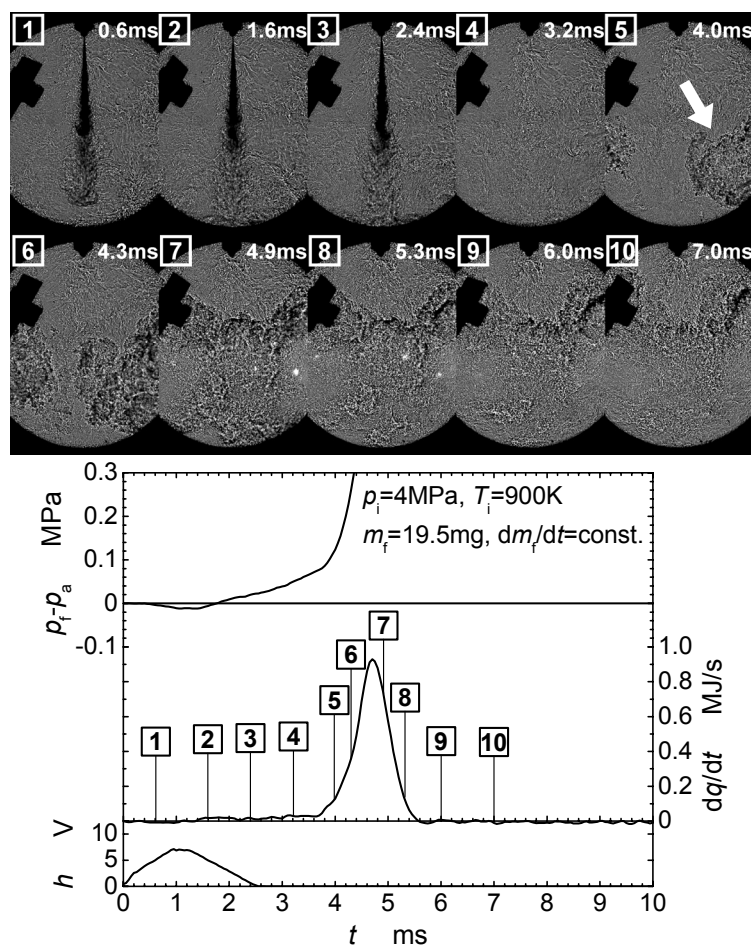 1 0.6ms 2 1.6ms 3 2.4ms 4 3.2ms 5 4.0ms
6 4.3ms 7 4.9ms 8 5.3ms 9 6.0ms 10 7.0ms
0.3
0.2
0.1
0
-0.1
MPa
pf-pa
pi=4MPa, Ti=900K
mf=19.5mg, dmf/dt=const.
1 2 3 4 5 6 7 8 9 10
1.0
0.8
0.6
0.4
0.2
0
MJ/s
dq/dt
10
5
0
V
h
0 1 2 3 4 5 6 7 8 9 10
t ms